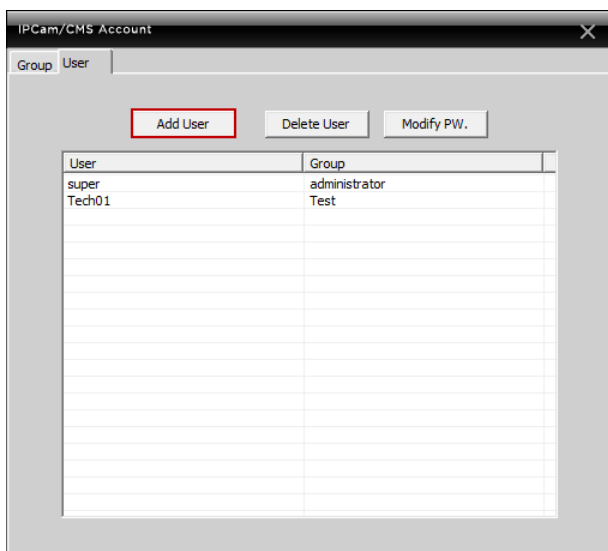 IPCam/CMS Account
Group User
Add User Delete User Modify PW.
User Group
super administrator
Tech01 Test